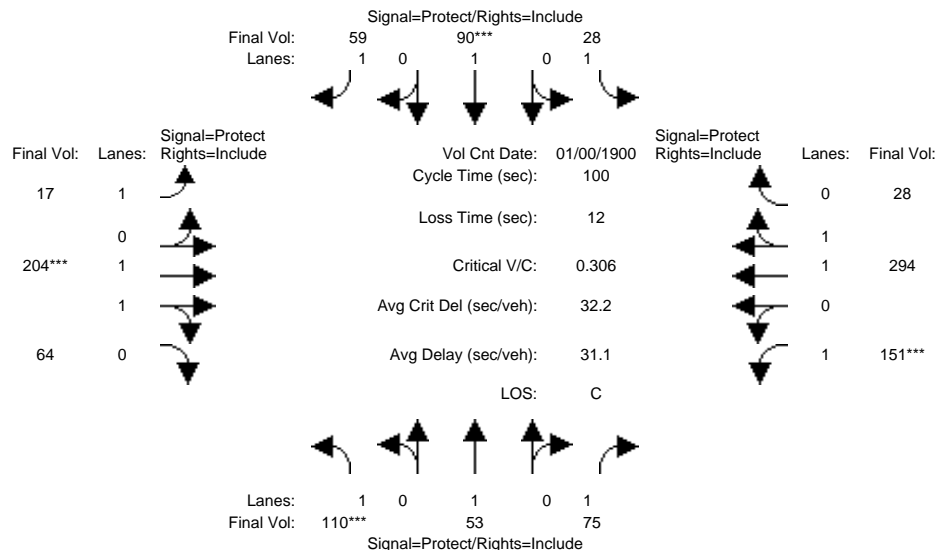 Signal=Protect/Rights=Include
Final Vol: 59 90*** 28
Lanes: 1 0 1 0 1
Signal=Protect Signal=Protect
Final Vol: Lanes: Rights=Include Vol Cnt Date: 01/00/1900 Rights=Include Lanes: Final Vol:
Cycle Time (sec): 100
17 1 0 28
Loss Time (sec): 12
0 1
204*** 1 Critical V/C: 0.306 1 294
1 Avg Crit Del (sec/veh): 32.2 0
64 0 Avg Delay (sec/veh): 31.1 1 151***
LOS: C
Lanes: 1 0 1 0 1
Final Vol: 110*** 53 75
Signal=Protect/Rights=Include